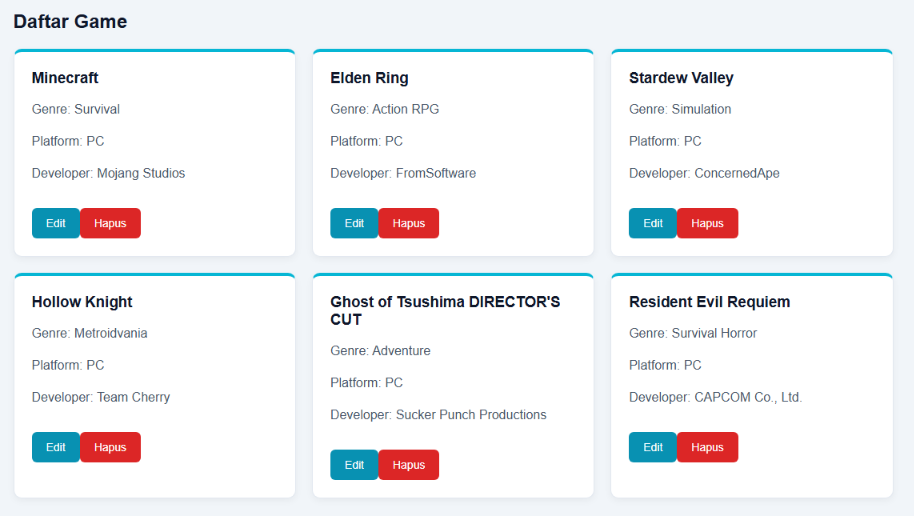 Daftar Game
Minecraft
Genre: Survival
Platform: PC
Developer: Mojang Studios
Edit Hapus
Elden Ring
Genre: Action RPG
Platform: PC
Developer: FromSoftware
Edit Hapus
Stardew Valley
Genre: Simulation
Platform: PC
Developer: ConcernedApe
Edit Hapus
Hollow Knight
Genre: Metroidvania
Platform: PC
Developer: Team Cherry
Edit Hapus
Ghost of Tsushima DIRECTOR'S
CUT
Genre: Adventure
Platform: PC
Developer: Sucker Punch Productions
Edit Hapus
Resident Evil Requiem
Genre: Survival Horror
Platform: PC
Developer: CAPCOM Co., Ltd.
Edit Hapus